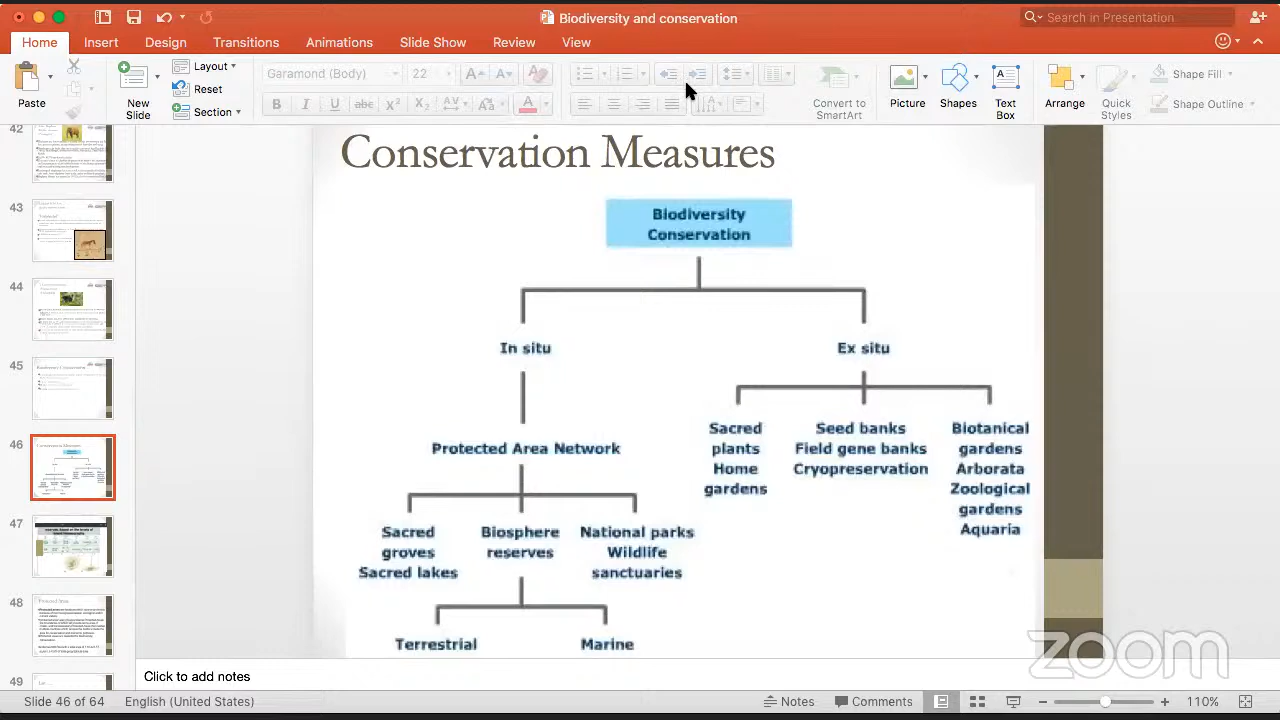 Biodiversity and conservation
Search in Presentation
Home Insert Design Transitions Animations Slide Show Review View
Paste
New
Slide
Layout
Reset
Section
Garamond (Body) 22
Convert to
SmartArt
Picture
Shapes
Text
Box
Arrange
Quick
Styles
Shape Fill
Shape Outline
42
43
44
45
46
47
48
49
Conservation Measures
Biodiversity
Conservation
In situ
Ex situ
Protected Area Network
Sacred
plants
Home
gardens
Seed banks
Field gene banks
Cryopreservation
Biotanical
gardens
Arborata
Zoological
gardens
Aquaria
Sacred
groves
Sacred lakes
Biosphere
reserves
National parks
Wildlife
sanctuaries
Terrestrial
Marine
zoom
Click to add notes
Slide 46 of 64 English (United States) Notes Comments 110%